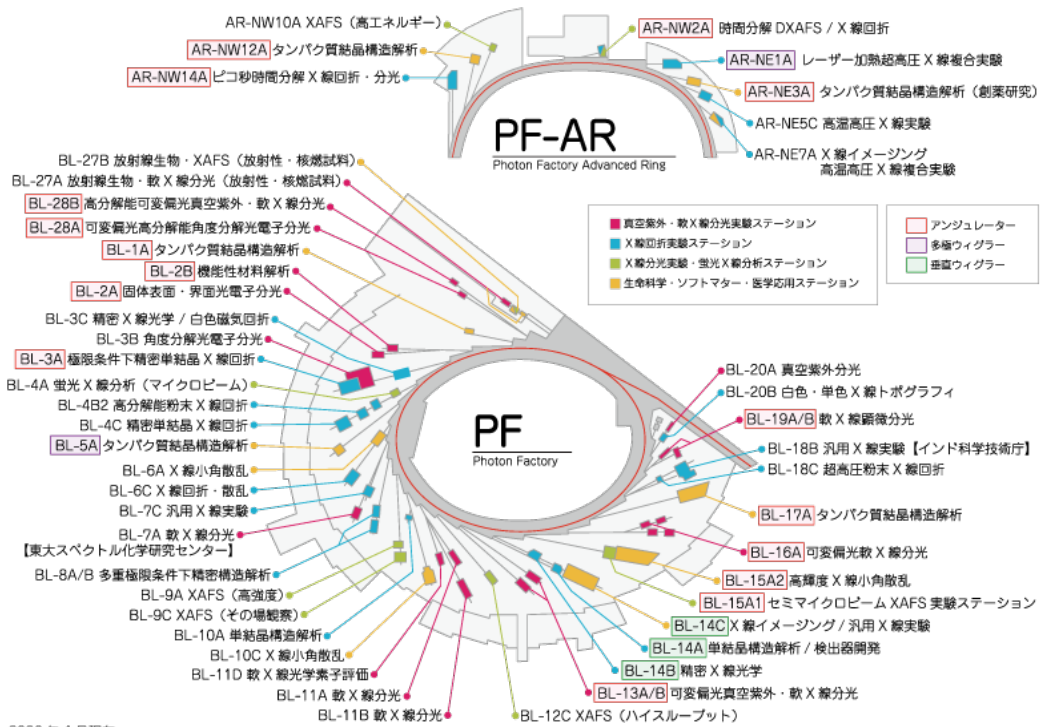 AR-NW10A XAFS（高エネルギー）
AR-NW12A タンパク質結晶構造解析
AR-NW14A ピコ秒時間分解 X 線回折・分光
AR-NW2A 時間分解 DXAFS / X 線回折
AR-NE1A レーザー加熱超高圧 X 線複合実験
AR-NE3A タンパク質結晶構造解析（創薬研究）
AR-NE5C 高温高圧 X 線実験
AR-NE7A X 線イメージング
高温高圧 X 線複合実験
PF-AR
Photon Factory Advanced Ring
BL-27B 放射線生物・XAFS（放射性・核燃試料）
BL-27A 放射線生物・軟 X 線分光（放射性・核燃試料）
BL-28B 高分解能可変偏光真空紫外・軟 X 線分光
BL-28A 可変偏光高分解能角度分解光電子分光
BL-1A タンパク質結晶構造解析
BL-2B 機能性材料解析
BL-2A 固体表面・界面光電子分光
BL-3C 精密 X 線光学 / 白色磁気回折
BL-3B 角度分解光電子分光
BL-3A 極限条件下精密単結晶 X 線回折
BL-4A 蛍光 X 線分析（マイクロビーム）
BL-4B2 高分解能粉末 X 線回折
BL-4C 精密単結晶 X 線回折
BL-5A タンパク質結晶構造解析
BL-6A X 線小角散乱
BL-6C X 線回折・散乱
BL-7C 汎用 X 線実験
BL-7A 軟 X 線分光
【東大スペクトル化学研究センター】
BL-8A/B 多重極限条件下精密構造解析
BL-9A XAFS（高強度）
BL-9C XAFS（その場観察）
BL-10A 単結晶構造解析
BL-10C X 線小角散乱
BL-11D 軟 X 線光学素子評価
BL-11A 軟 X 線分光
BL-11B 軟 X 線分光
真空紫外・軟 X 線分光実験ステーション
X 線回折実験ステーション
X 線分光実験・蛍光 X 線分析ステーション
生命科学・ソフトマター・医学応用ステーション
アンジュレーター
多極ウィグラー
垂直ウィグラー
PF
Photon Factory
BL-20A 真空紫外分光
BL-20B 白色・単色 X 線トポグラフィ
BL-19A/B 軟 X 線顕微分光
BL-18B 汎用 X 線実験【インド科学技術庁】
BL-18C 超高圧粉末 X 線回折
BL-17A タンパク質結晶構造解析
BL-16A 可変偏光軟 X 線分光
BL-15A2 高輝度 X 線小角散乱
BL-15A1 セミマイクロビーム XAFS 実験ステーション
BL-14C X 線イメージング / 汎用 X 線実験
BL-14A 単結晶構造解析 / 検出器開発
BL-14B 精密 X 線光学
BL-13A/B 可変偏光真空紫外・軟 X 線分光
BL-12C XAFS（ハイスループット）